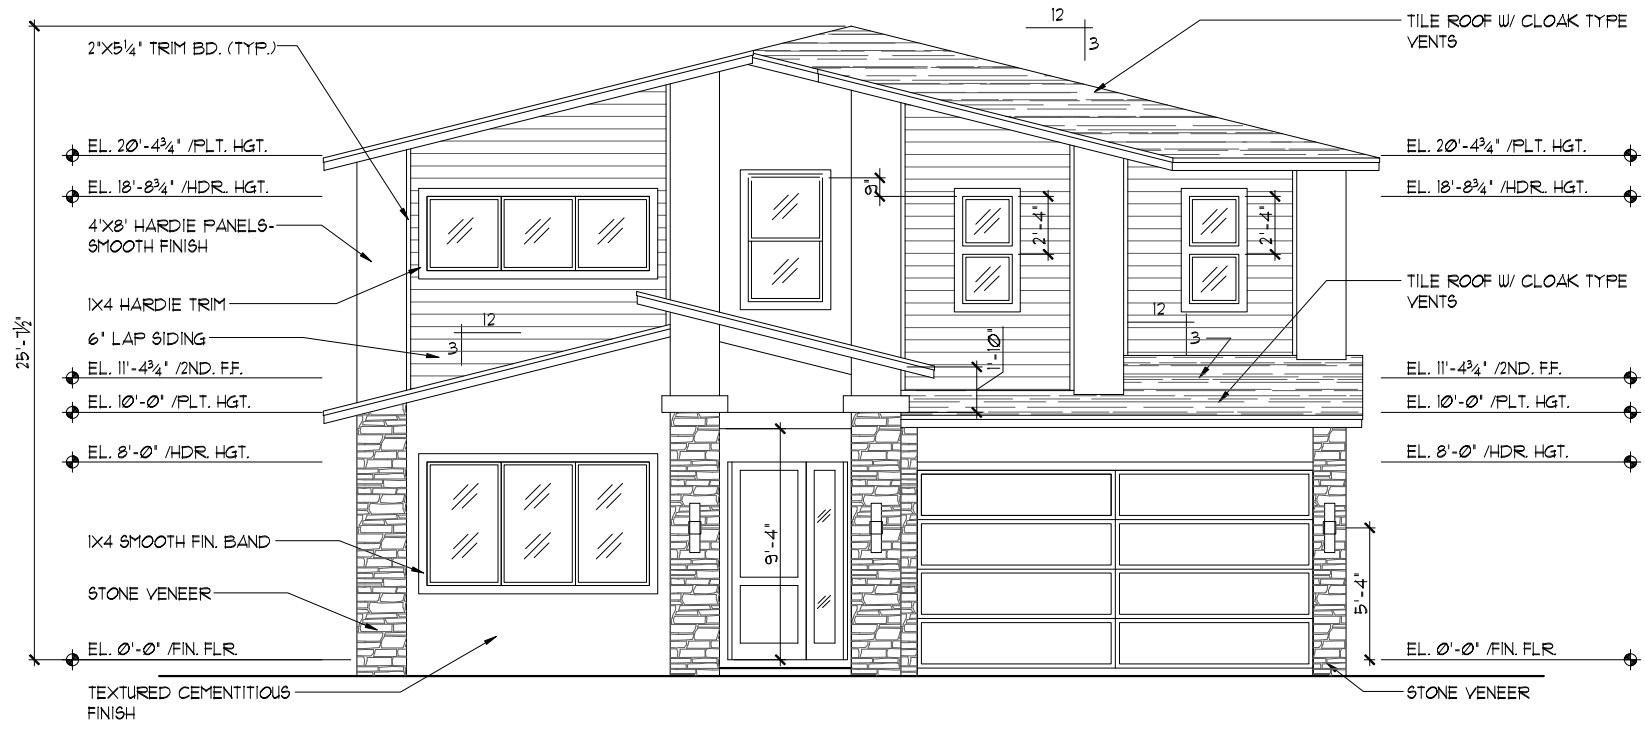 12
3
TILE ROOF W/ CLOAK TYPE
VENTS
2"X5¼" TRIM BD. (TYP.)
EL. 20'-4¾" /PLT. HGT.
EL. 20'-4¾" /PLT. HGT.
EL. 18'-8¾" /HDR. HGT.
9"
2'-4"
2'-4"
EL. 18'-8¾" /HDR. HGT.
4'X8' HARDIE PANELS-
SMOOTH FINISH
1X4 HARDIE TRIM
TILE ROOF W/ CLOAK TYPE
VENTS
12
3
12
3
6" LAP SIDING
25'-7½"
1'-10"
EL. 11'-4¾" /2ND. F.F.
EL. 11'-4¾" /2ND. F.F.
EL. 10'-0" /PLT. HGT.
EL. 10'-0" /PLT. HGT.
EL. 8'-0" /HDR. HGT.
EL. 8'-0" /HDR. HGT.
1X4 SMOOTH FIN. BAND
9'-4"
STONE VENEER
5'-4"
EL. 0'-0" /FIN. FLR.
EL. 0'-0" /FIN. FLR.
TEXTURED CEMENTITIOUS
FINISH
STONE VENEER